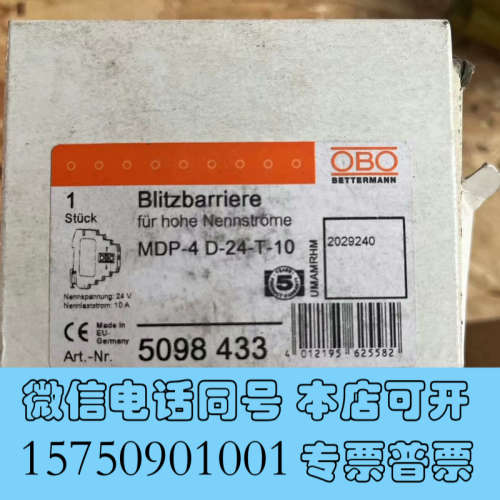 OBO
BETTERMANN
1
Stück
Blitzbarriere
für hohe Nennströme
MDP-4 D-24-T-10
5
UMAMRHM
2029240
Nennspannung: 24 V
Nennlaststrom: 10 A
CE Made in
EU-
Germany
Art.-Nr. 5098 433
4 012195 625582
微信电话同号 本店可开
15750901001 专票普票